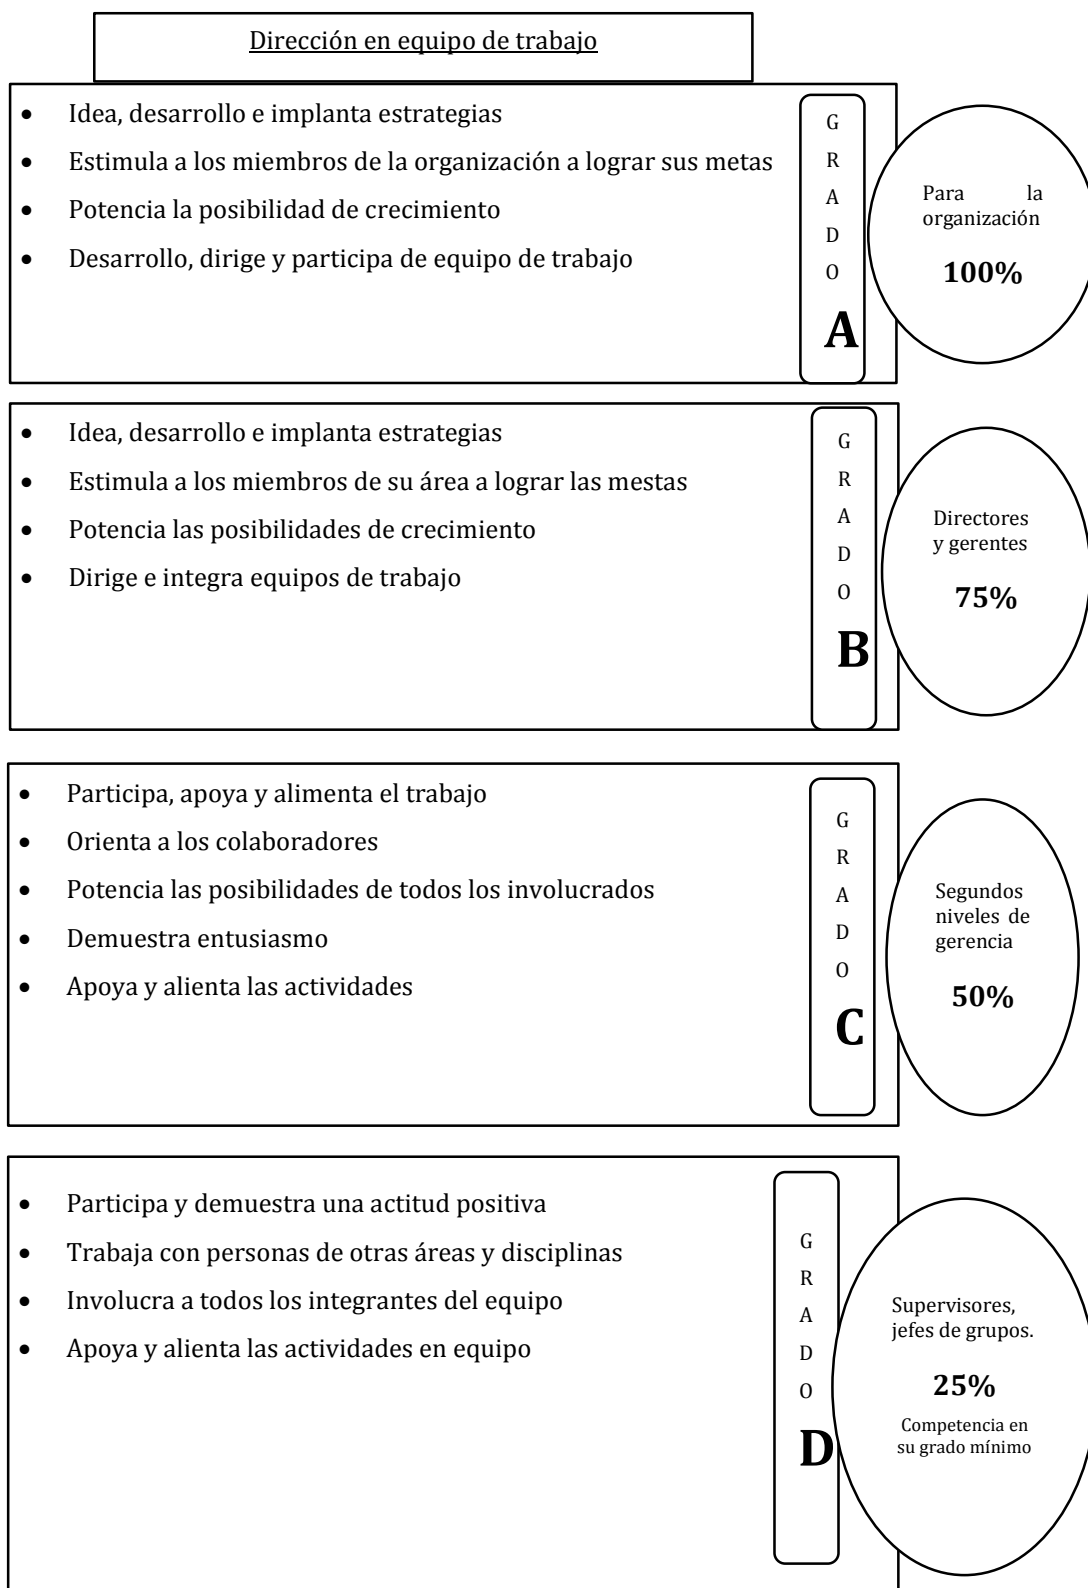 Dirección en equipo de trabajo
• Idea, desarrollo e implanta estrategias
• Estimula a los miembros de la organización a lograr sus metas
• Potencia la posibilidad de crecimiento
• Desarrollo, dirige y participa de equipo de trabajo
G
R
A
D
O
A
Para la
organización
100%
• Idea, desarrollo e implanta estrategias
• Estimula a los miembros de su área a lograr las mestas
• Potencia las posibilidades de crecimiento
• Dirige e integra equipos de trabajo
G
R
A
D
O
B
Directores
y gerentes
75%
• Participa, apoya y alimenta el trabajo
• Orienta a los colaboradores
• Potencia las posibilidades de todos los involucrados
• Demuestra entusiasmo
• Apoya y alienta las actividades
G
R
A
D
O
C
Segundos
niveles de
gerencia
50%
• Participa y demuestra una actitud positiva
• Trabaja con personas de otras áreas y disciplinas
• Involucra a todos los integrantes del equipo
• Apoya y alienta las actividades en equipo
G
R
A
D
O
D
Supervisores,
jefes de grupos.
25%
Competencia en
su grado mínimo